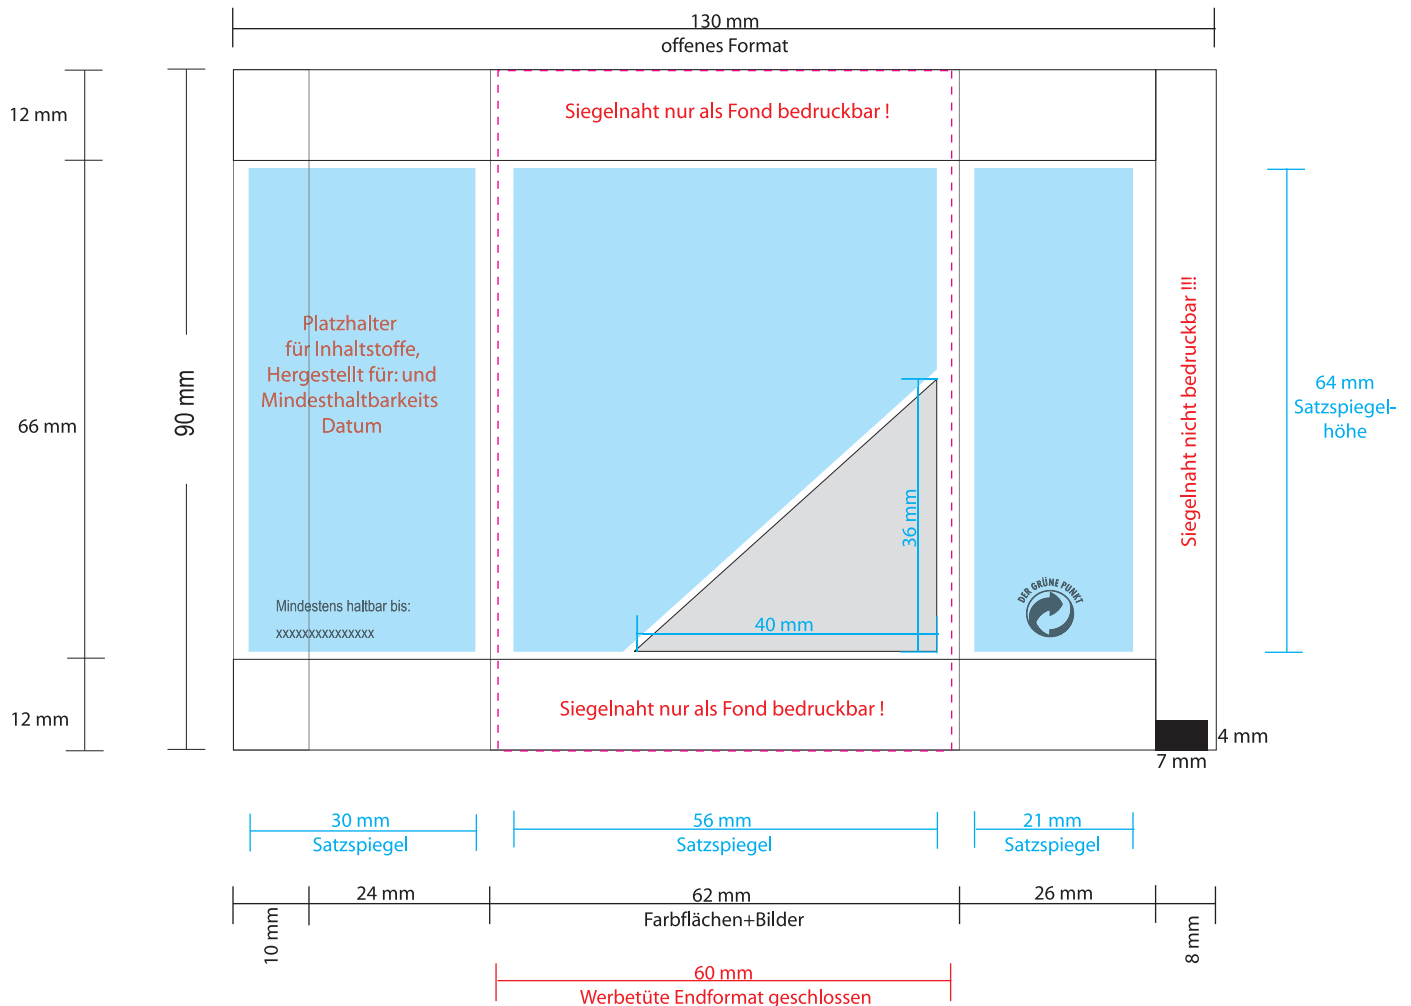 130 mm
offenes Format
12 mm
Siegelnaht nur als Fond bedruckbar !
66 mm
90 mm
Platzhalter
für Inhaltstoffe,
Hergestellt für: und
Mindesthaltbarkeits
Datum
Mindestens haltbar bis:
xxxxxxxxxxxxxxx
36 mm
40 mm
DER GRÜNE PUNKT
Siegelnaht nicht bedruckbar !!!
64 mm
Satzspiegel-
höhe
12 mm
Siegelnaht nur als Fond bedruckbar !
4 mm
7 mm
30 mm
Satzspiegel
56 mm
Satzspiegel
21 mm
Satzspiegel
10 mm
24 mm
62 mm
Farbflächen+Bilder
26 mm
8 mm
60 mm
Werbetüte Endformat geschlossen